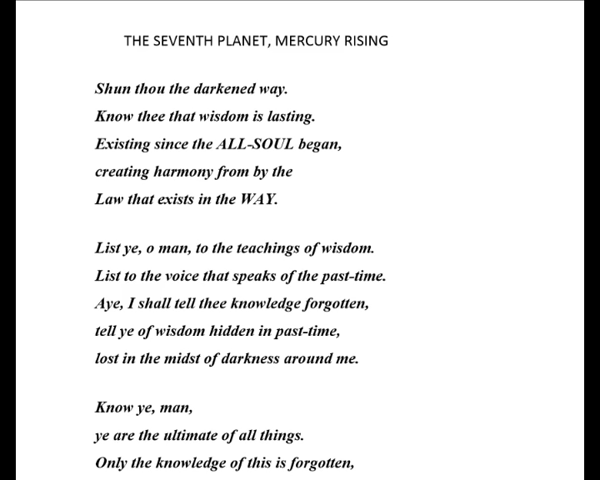 THE SEVENTH PLANET, MERCURY RISING
Shun thou the darkened way.
Know thee that wisdom is lasting.
Existing since the ALL-SOUL began,
creating harmony from by the
Law that exists in the WAY.
List ye, o man, to the teachings of wisdom.
List to the voice that speaks of the past-time.
Aye, I shall tell thee knowledge forgotten,
tell ye of wisdom hidden in past-time,
lost in the midst of darkness around me.
Know ye, man,
ye are the ultimate of all things.
Only the knowledge of this is forgotten,